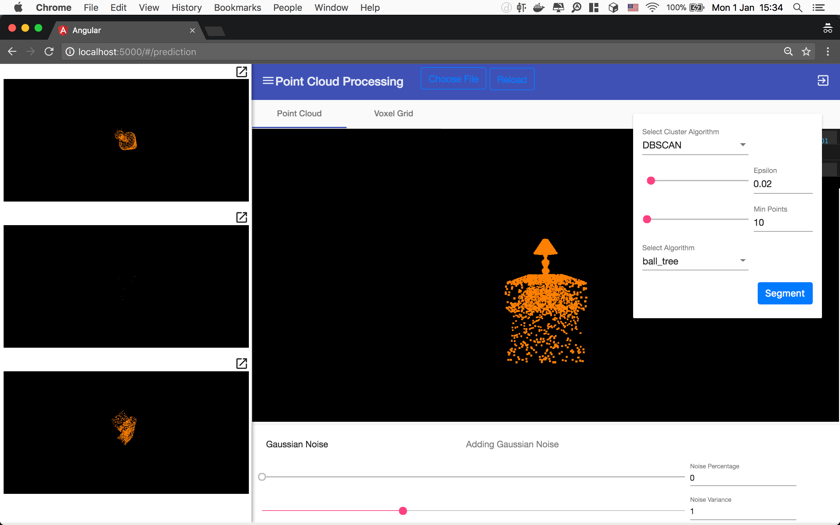 Chrome File Edit View History Bookmarks People Window Help 100% Mon 1 Jan 15:34
Angular
localhost:5000/#/prediction
Point Cloud Processing Choose File Reload
Point Cloud Voxel Grid
Select Cluster Algorithm
DBSCAN
Epsilon
0.02
Min Points
10
Select Algorithm
ball_tree
Segment
Gaussian Noise Adding Gaussian Noise
Noise Percentage
0
Noise Variance
1